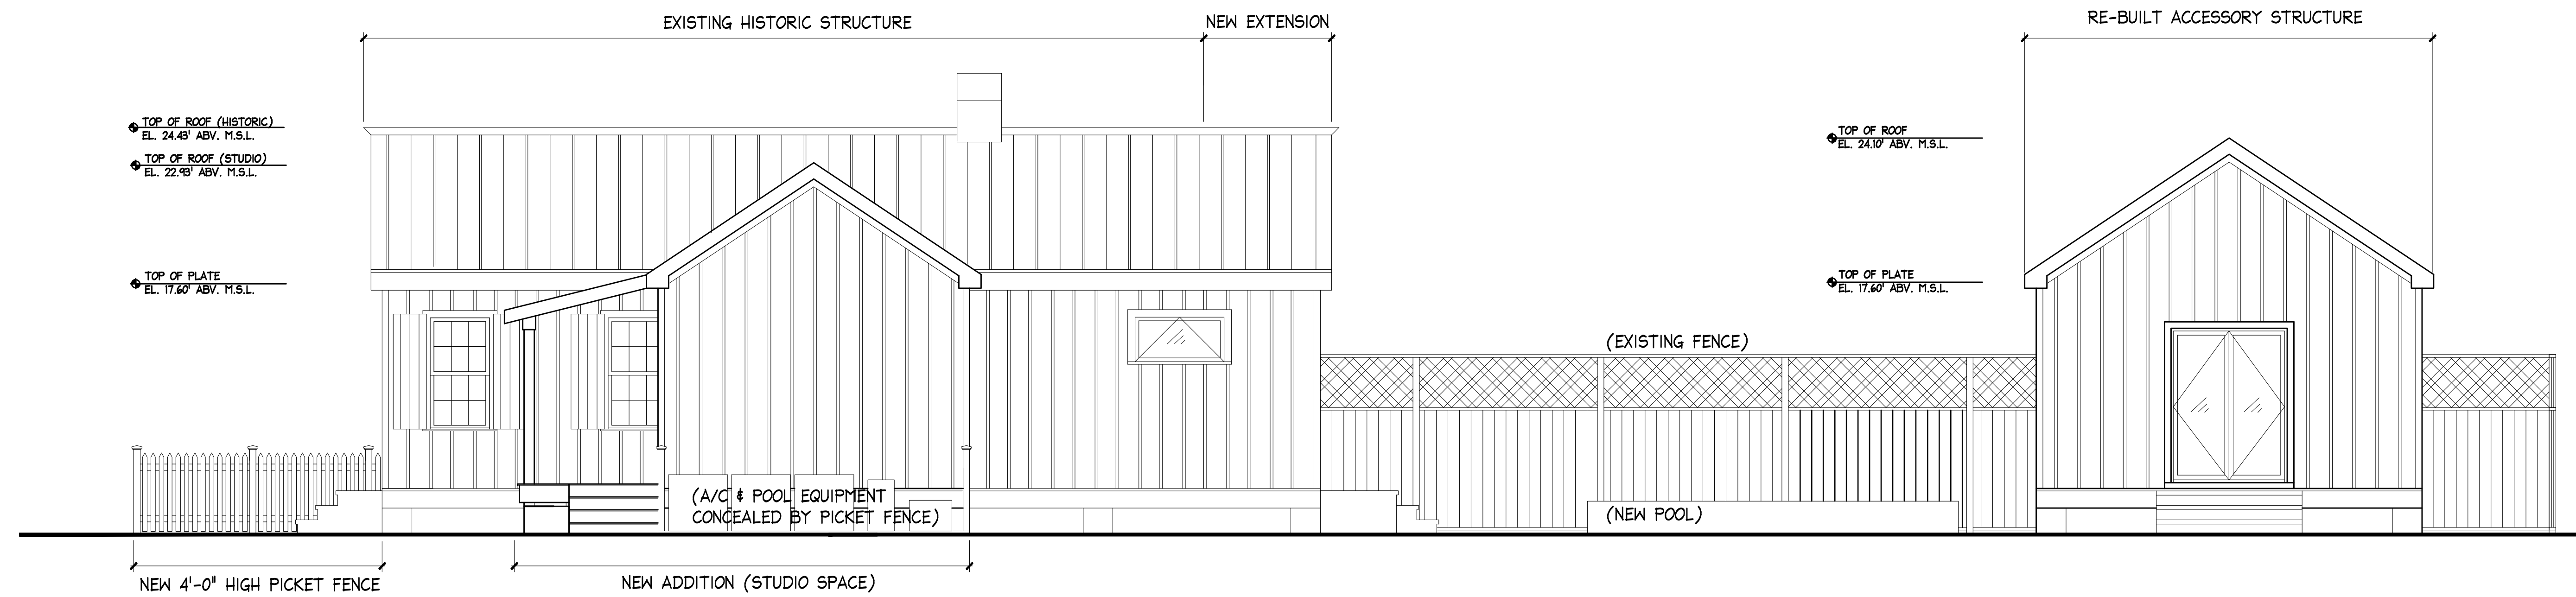 EXISTING HISTORIC STRUCTURE
NEW EXTENSION
RE-BUILT ACCESSORY STRUCTURE
TOP OF ROOF (HISTORIC)
EL. 24.43' ABV. M.S.L.
TOP OF ROOF (STUDIO)
EL. 22.93' ABV. M.S.L.
TOP OF PLATE
EL. 17.60' ABV. M.S.L.
TOP OF ROOF
EL. 24.10' ABV. M.S.L.
TOP OF PLATE
EL. 17.60' ABV. M.S.L.
(EXISTING FENCE)
(A/C & POOL EQUIPMENT
CONCEALED BY PICKET FENCE)
(NEW POOL)
NEW 4'-0" HIGH PICKET FENCE
NEW ADDITION (STUDIO SPACE)